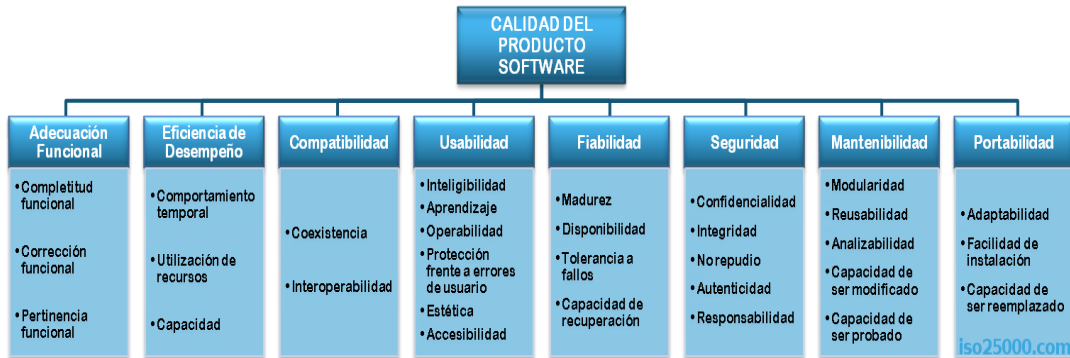 CALIDAD DEL
PRODUCTO
SOFTWARE
Adecuación
Funcional
• Completitud
funcional
• Corrección
funcional
• Pertinencia
funcional
Eficiencia de
Desempeño
• Comportamiento
temporal
• Utilización de
recursos
• Capacidad
Compatibilidad
• Coexistencia
• Interoperabilidad
Usabilidad
• Inteligibilidad
• Aprendizaje
• Operabilidad
• Protección
frente a errores
de usuario
• Estética
• Accesibilidad
Fiabilidad
• Madurez
• Disponibilidad
• Tolerancia a
fallos
• Capacidad de
recuperación
Seguridad
• Confidencialidad
• Integridad
• No repudio
• Autenticidad
• Responsabilidad
Mantenibilidad
• Modularidad
• Reusabilidad
• Analizabilidad
• Capacidad de
ser modificado
• Capacidad de
ser probado
Portabilidad
• Adaptabilidad
• Facilidad de
instalación
• Capacidad de
ser reemplazado
iso25000.com